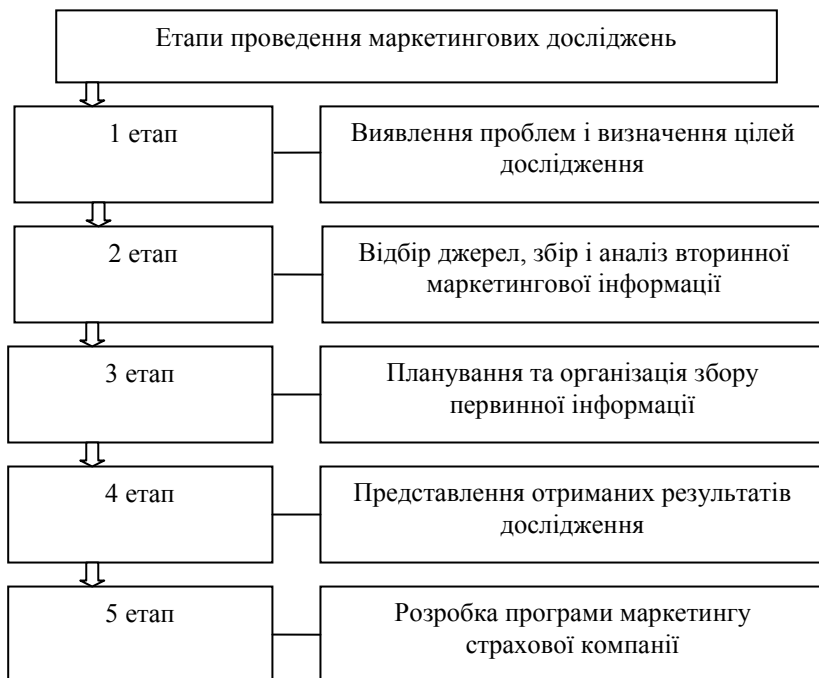 Етапи проведення маркетингових досліджень
1 етап
Виявлення проблем і визначення цілей
дослідження
2 етап
Відбір джерел, збір і аналіз вторинної
маркетингової інформації
3 етап
Планування та організація збору
первинної інформації
4 етап
Представлення отриманих результатів
дослідження
5 етап
Розробка програми маркетингу
страхової компанії